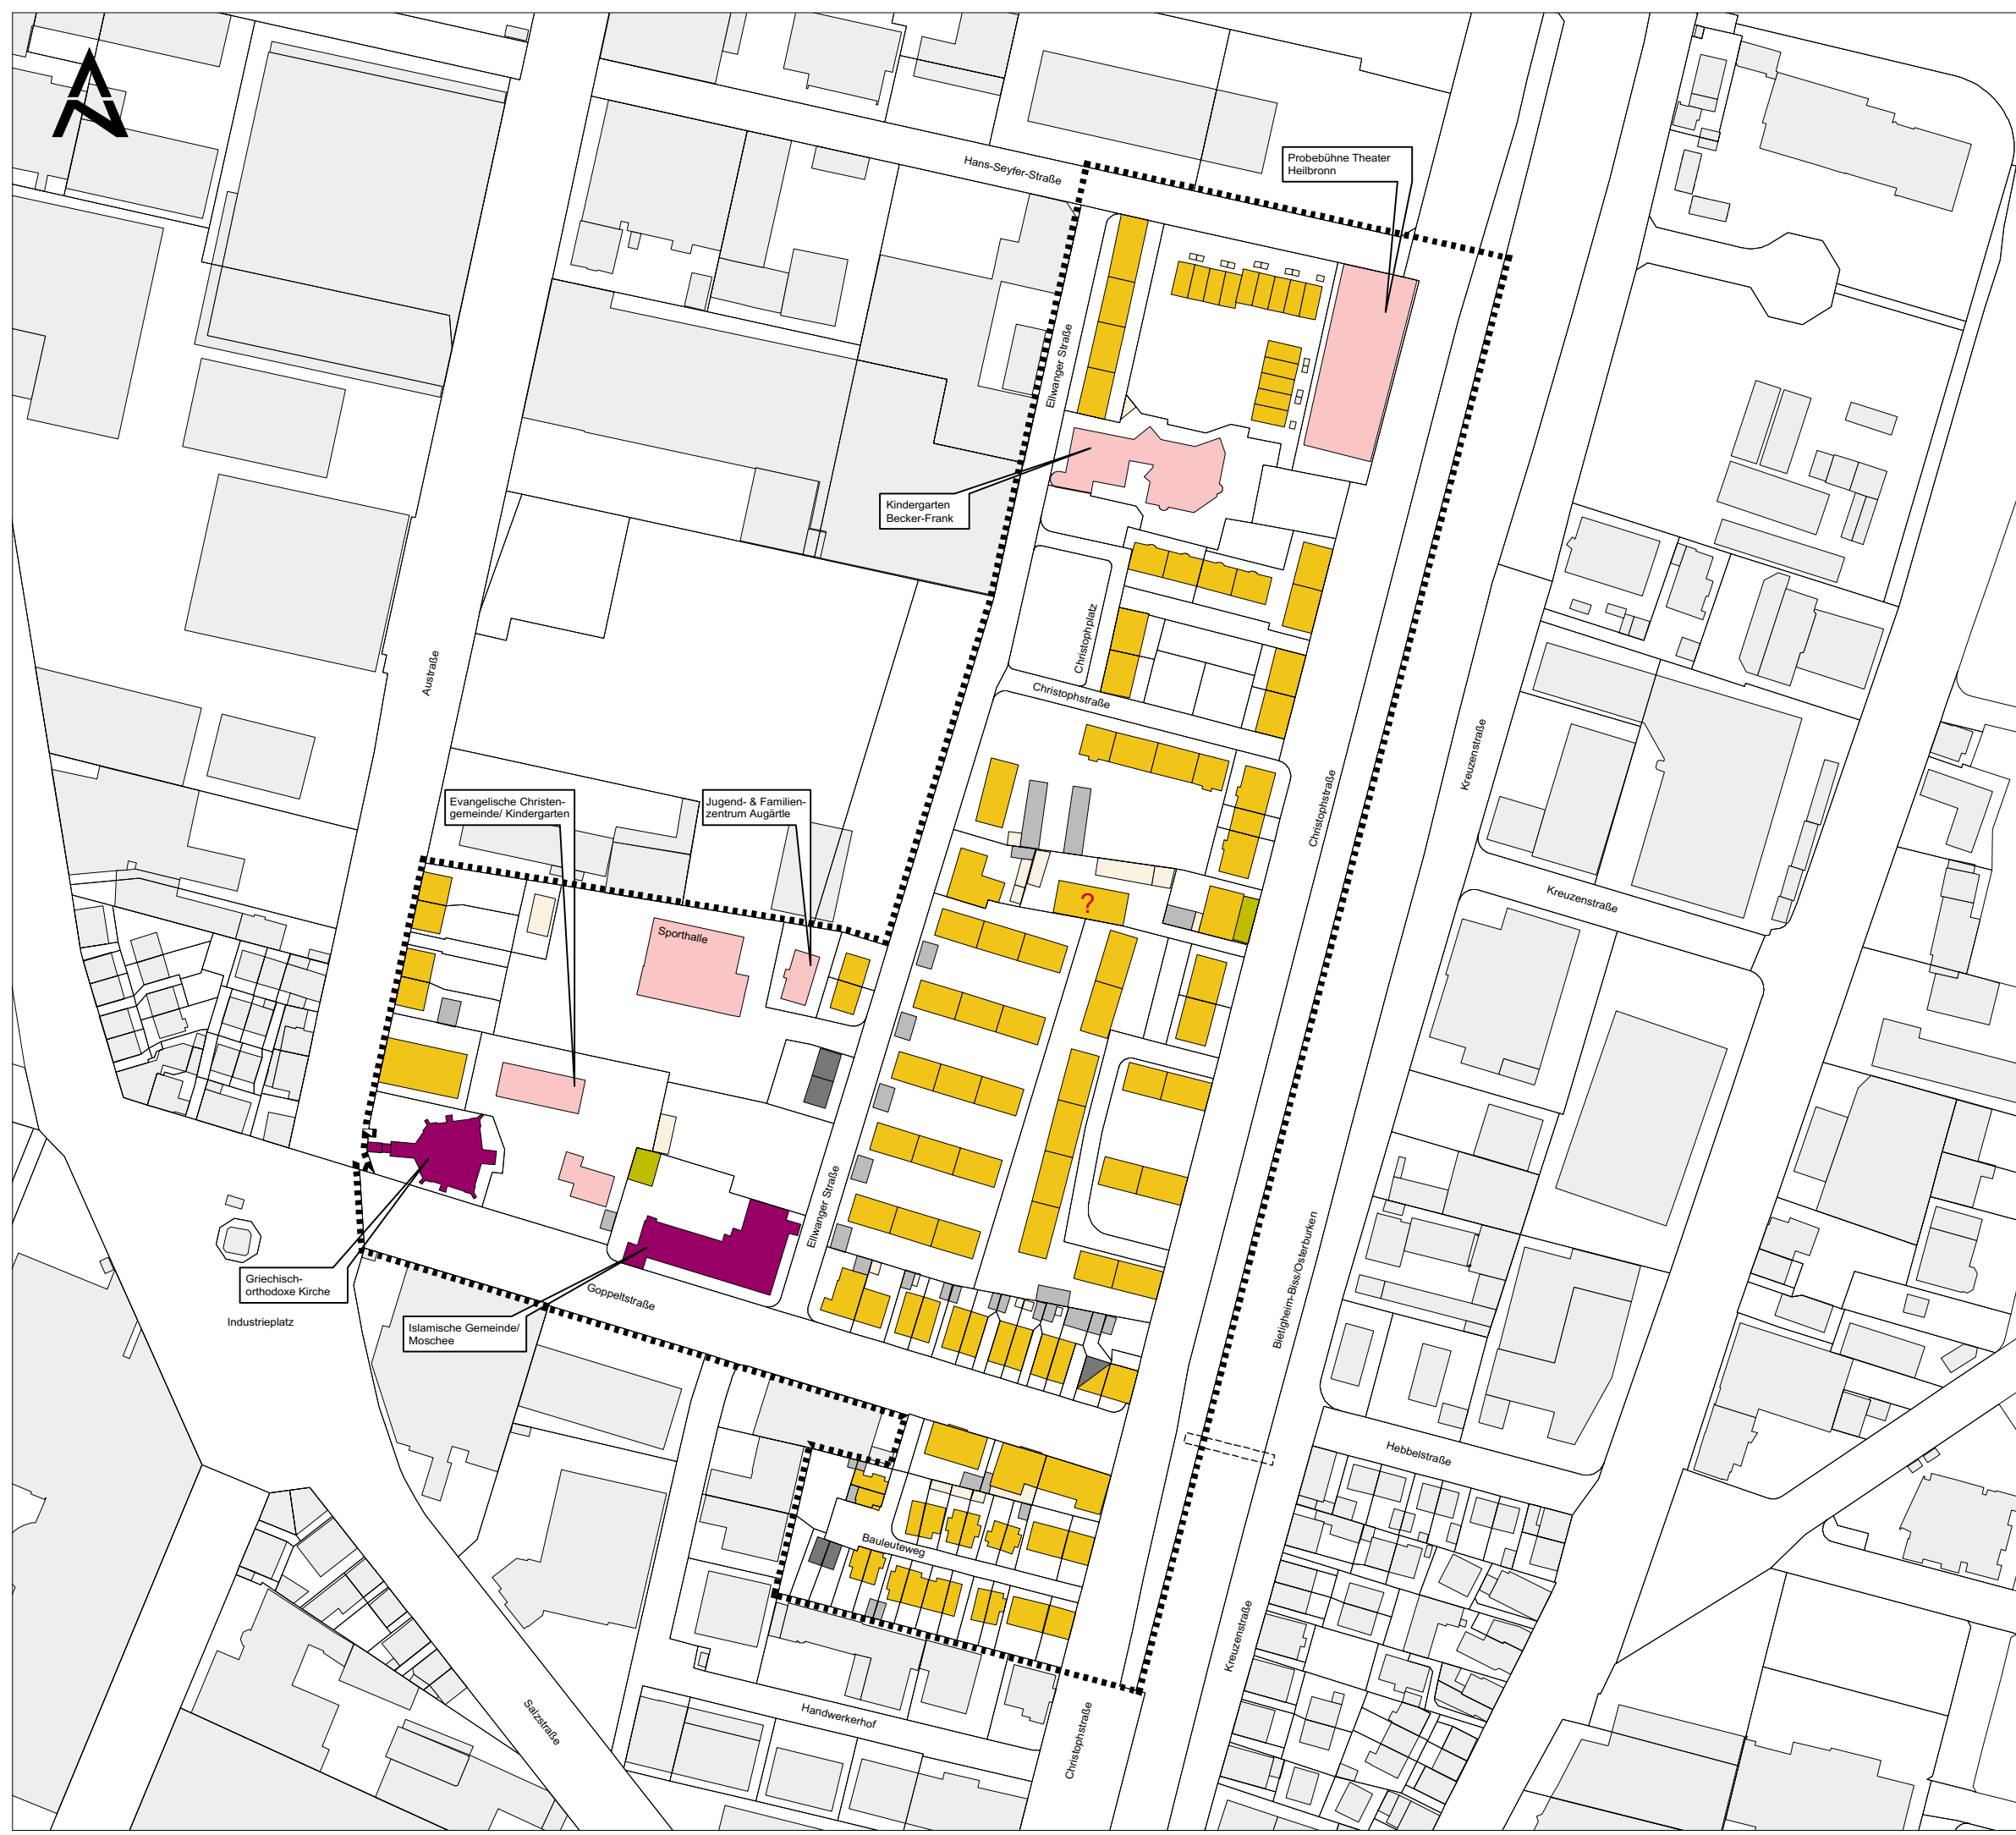 Hans-Seyfer-Straße
Probebühne Theater
Heilbronn
Ellwanger Straße
Kindergarten
Becker-Frank
Christophplatz
Christophstraße
Austraße
Kreuzenstraße
Christophstraße
Evangelische Christen-
gemeinde/ Kindergarten
Jugend- & Familien-
zentrum Augärtle
Kreuzenstraße
?
Sporthalle
Ellwanger Straße
Bietigheim-Biss/Osterburken
Griechisch-
orthodoxe Kirche
Goppeltstraße
Industrieplatz
Islamische Gemeinde/
Moschee
Hebbelstraße
Bauleuteweg
Kreuzenstraße
Salzstraße
Handwerkerhof
Christophstraße